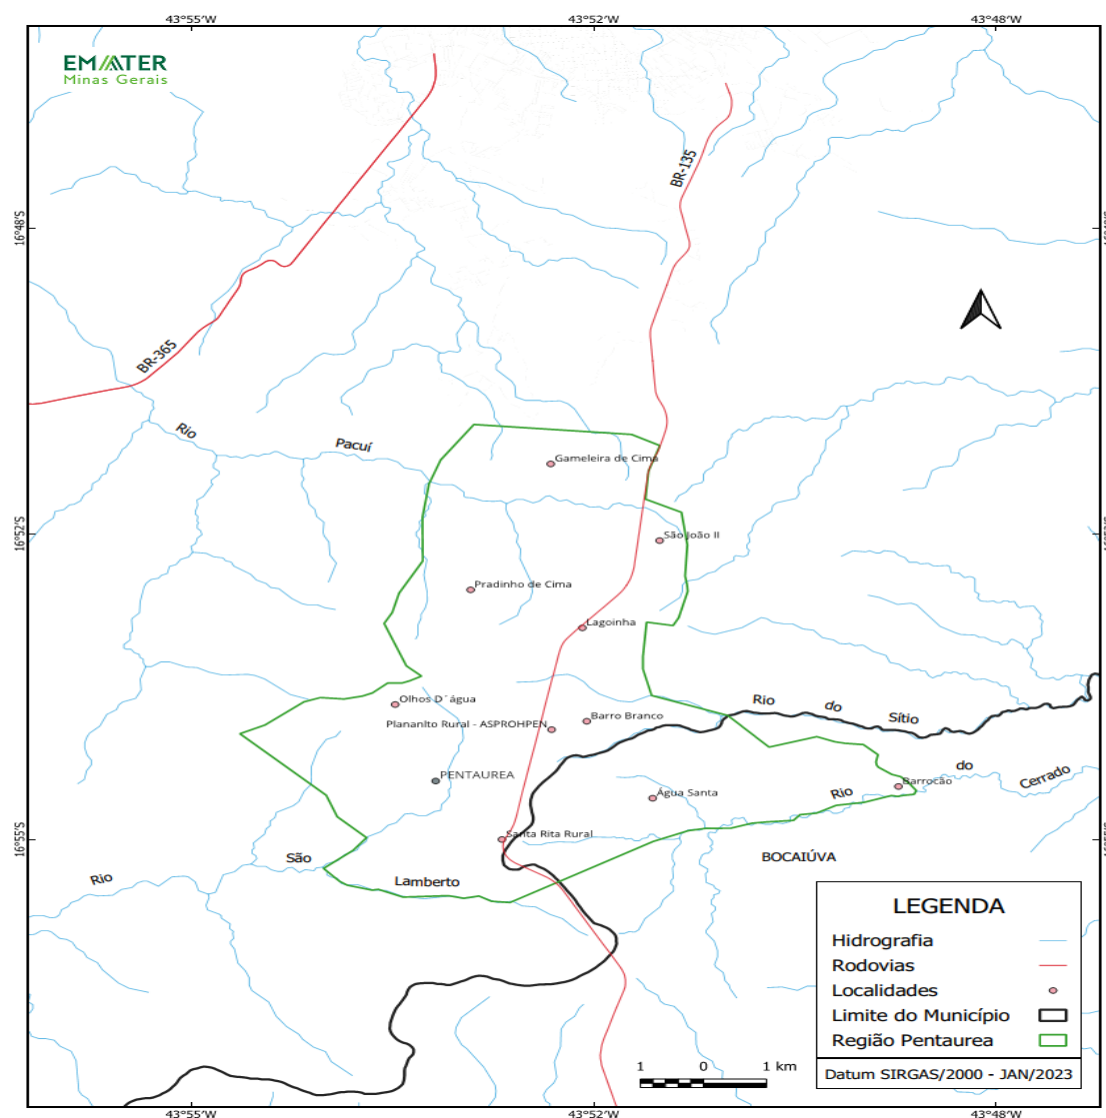 43°55'W
43°52'W
43°48'W
EMATER
Minas Gerais
BR-135
16°48'S
BR-365
Rio
Pacuí
Gameleira de Cima
16°52'S
São João II
Pradinho de Cima
Lagoinha
Olhos D´água
Rio
do
Sítio
Barro Branco
Plananlto Rural - ASPROHPEN
PENTAUREA
do
Cerrado
Barrocão
Rio
Água Santa
16°55'S
Santa Rita Rural
São
BOCAIÚVA
Rio
Lamberto
LEGENDA
Hidrografia
Rodovias
Localidades
Limite do Município
Região Pentaurea
1 0 1 km
Datum SIRGAS/2000 - JAN/2023
43°55'W
43°52'W
43°48'W